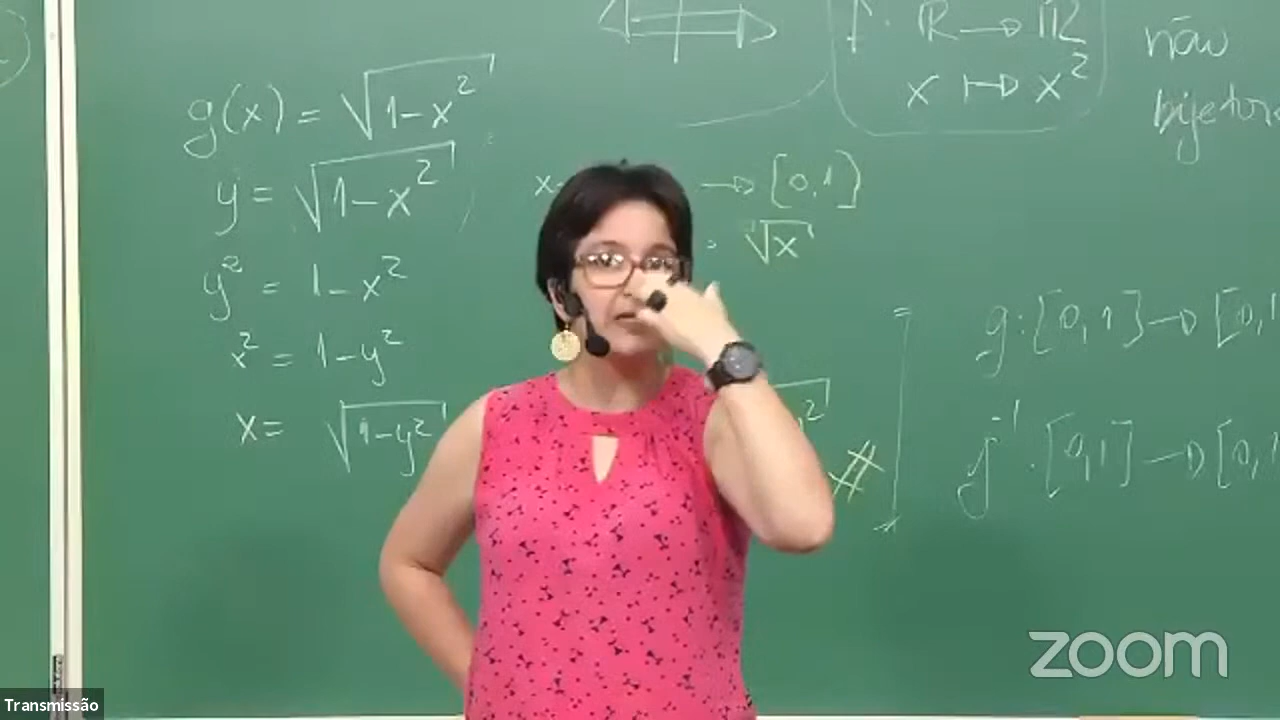 g(x) = √1-x²
y = √1-x²
y² = 1-x²
x² = 1-y²
x = √1-y²
ℝ → ℝ
x ↦ x²
não
x
→ [0,1]
√x
g: [0,1] → [0,1
-1
[0,1] → [0,1
zoom
Transmissão